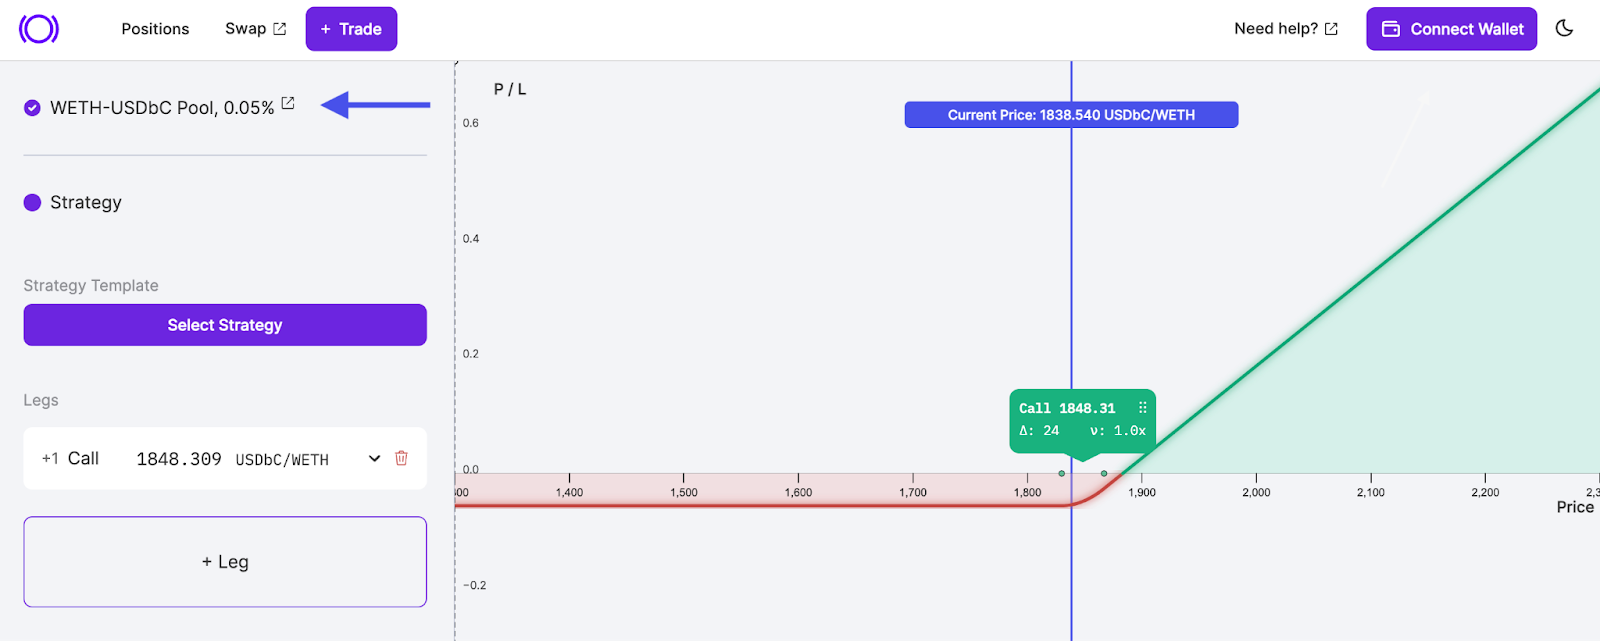 Positions
Swap
+ Trade
Need help?
Connect Wallet
WETH-USDbC Pool, 0.05%
Strategy
Strategy Template
Select Strategy
Legs
+1 Call 1848.309 USDbC/WETH
+ Leg
P / L
Current Price: 1838.540 USDbC/WETH
0.6
0.4
0.2
Call 1848.31
Δ: 24 ν: 1.0x
0.0
00 1,400 1,500 1,600 1,700 1,800 1,900 2,000 2,100 2,200 2,3
Price
−0.2